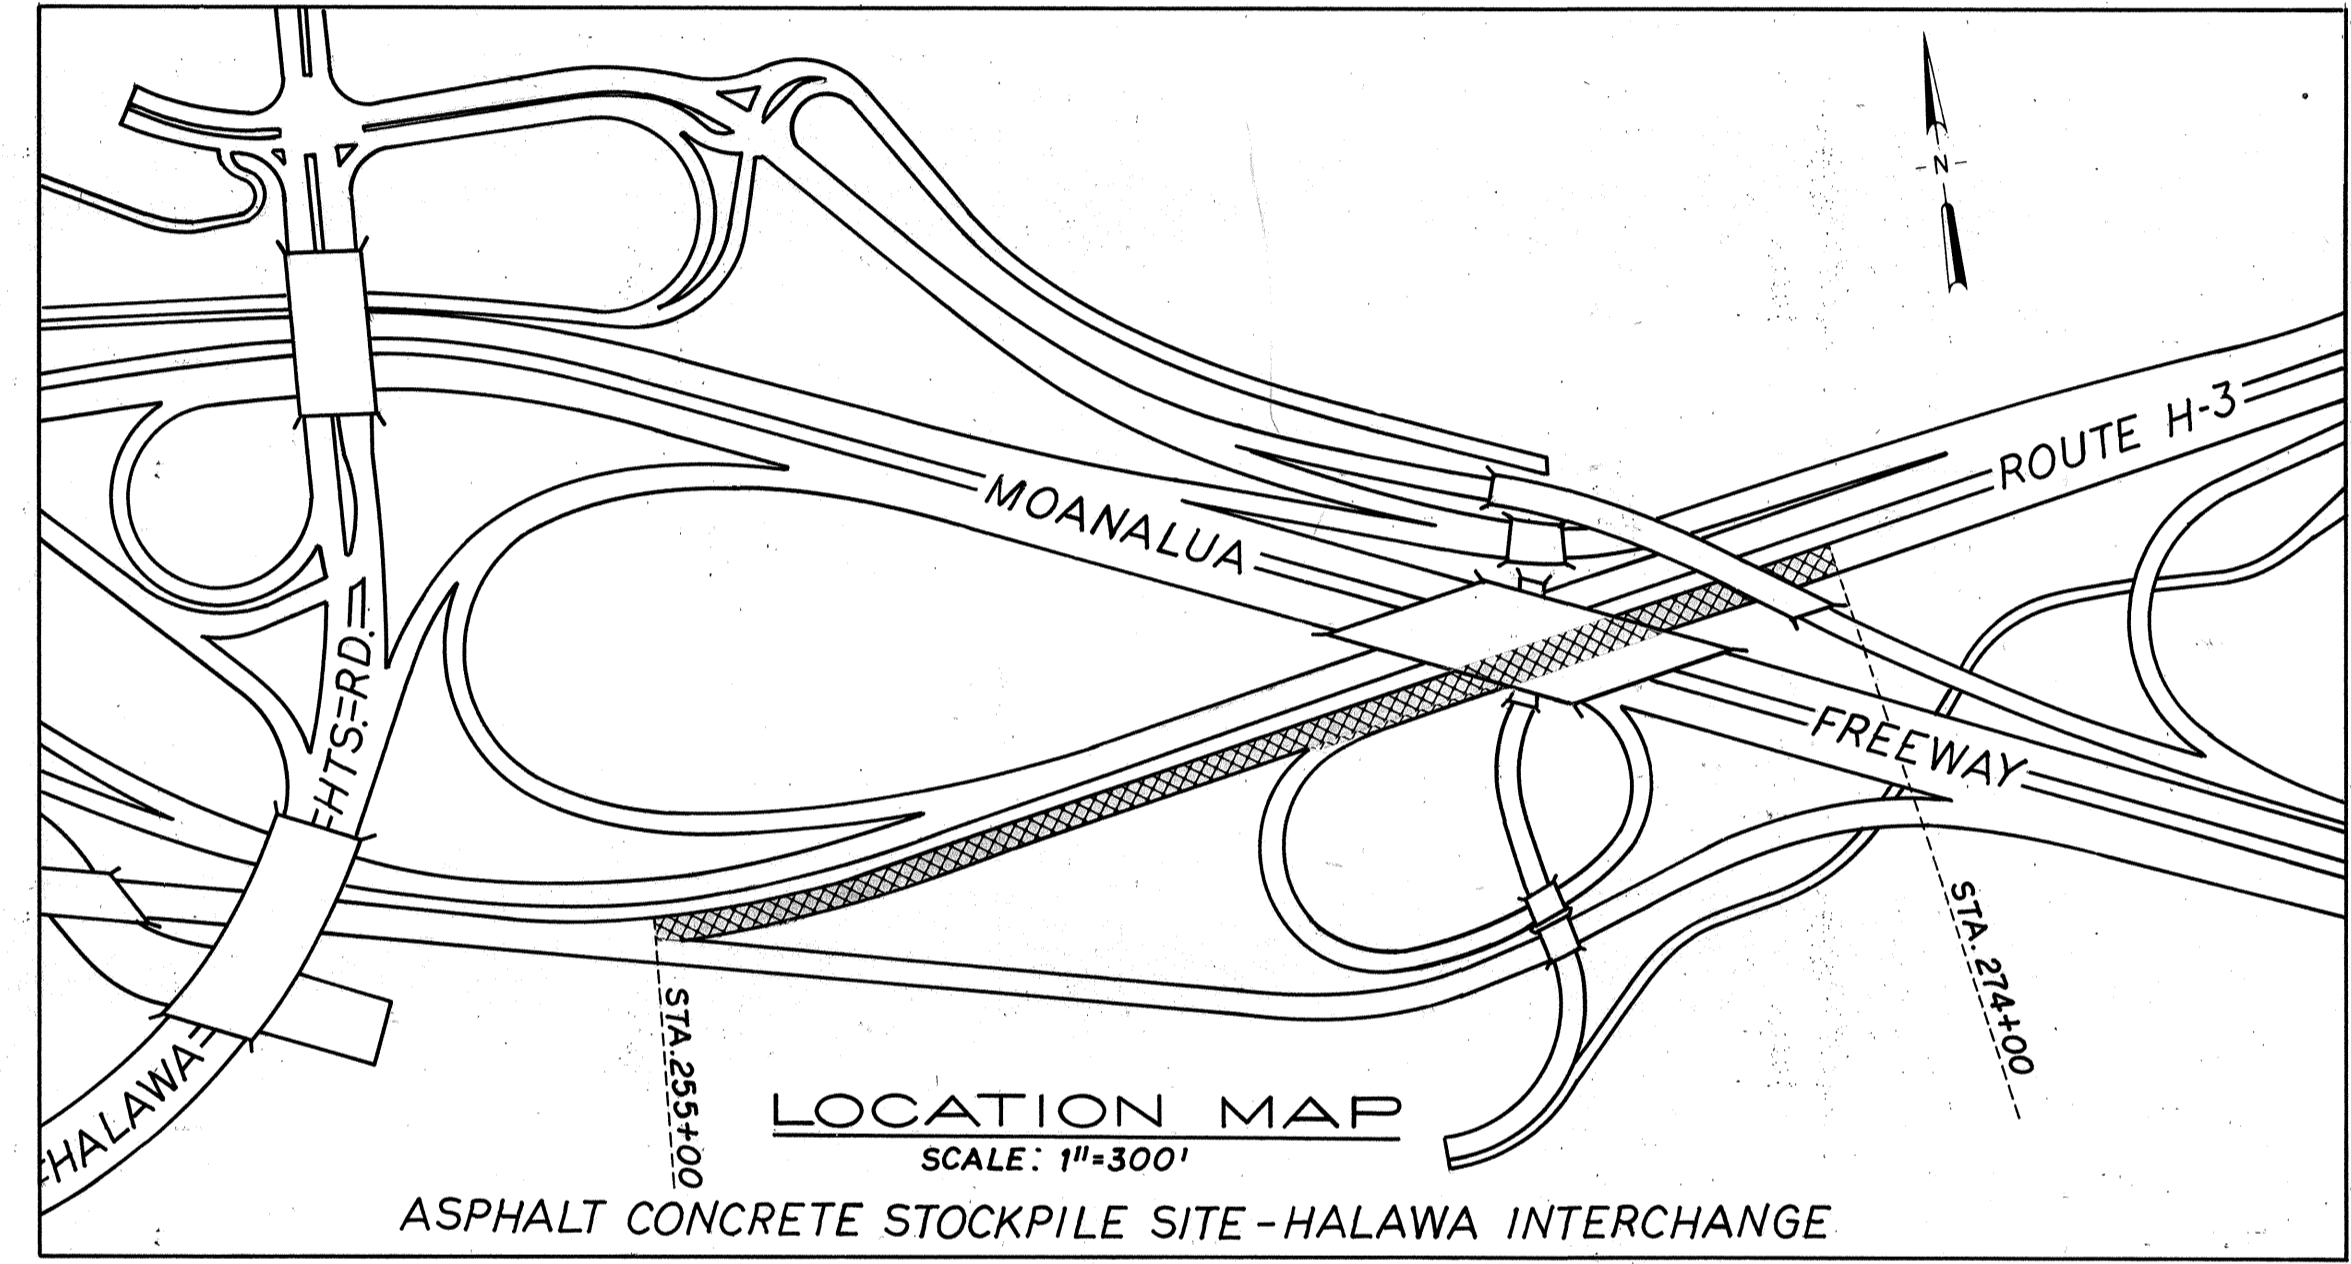 -N-
ROUTE H-3
MOANALUA
FREEWAY
HTS. RD.
HALAWA
STA. 255+00
STA. 274+00
LOCATION MAP
SCALE: 1"=300'
ASPHALT CONCRETE STOCKPILE SITE-HALAWA INTERCHANGE